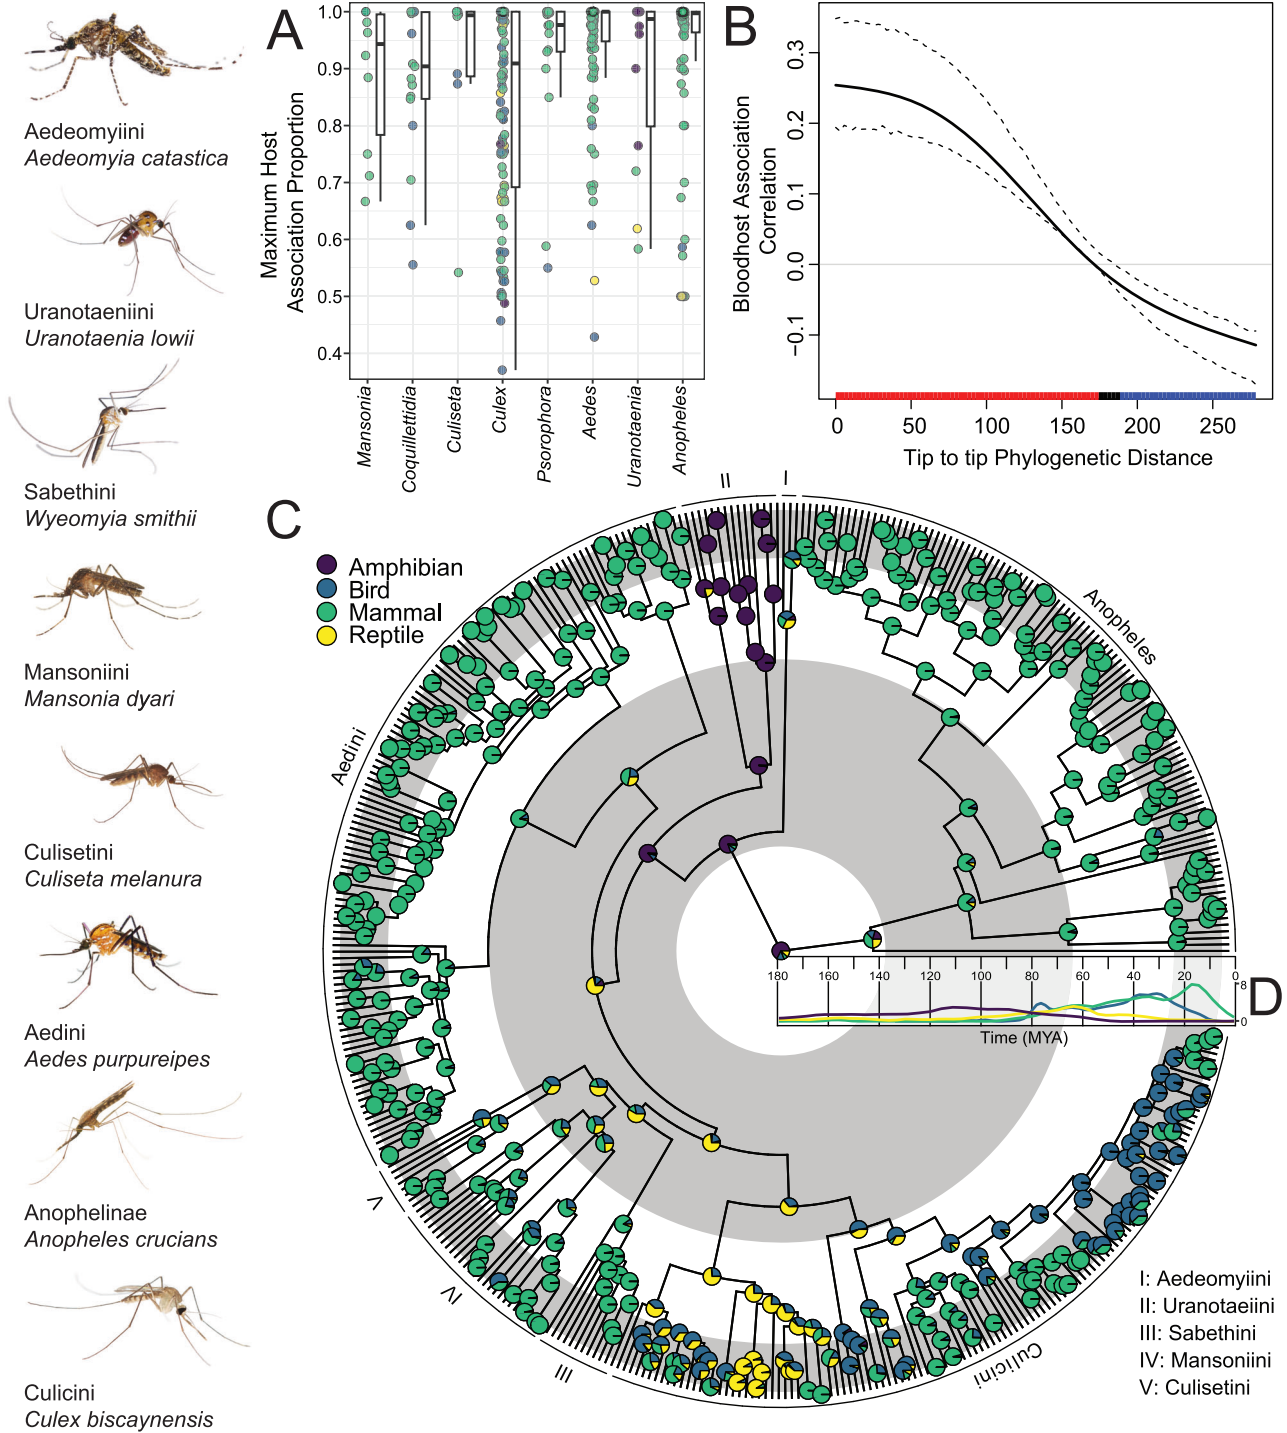 Aedeomyiini
Aedeomyia catastica
Uranotaeniini
Uranotaenia lowii
Sabethini
Wyeomyia smithii
Mansoniini
Mansonia dyari
Culisetini
Culiseta melanura
Aedini
Aedes purpureipes
Anophelinae
Anopheles crucians
Culicini
Culex biscaynensis
A
Maximum Host
Association Proportion
1.0
0.9
0.8
0.7
0.6
0.5
0.4
Mansonia
Coquillettidia
Culiseta
Culex
Psorophora
Aedes
Uranotaenia
Anopheles
B
Bloodhost Association
Correlation
0.3
0.2
0.1
0.0
−0.1
0
50
100
150
200
250
Tip to tip Phylogenetic Distance
C
Amphibian
Bird
Mammal
Reptile
II
I
Anopheles
Aedini
V
IV
III
Culicini
180
160
140
120
100
80
60
40
20
0
Time (MYA)
8
0
D
I: Aedeomyiini
II: Uranotaeiini
III: Sabethini
IV: Mansoniini
V: Culisetini